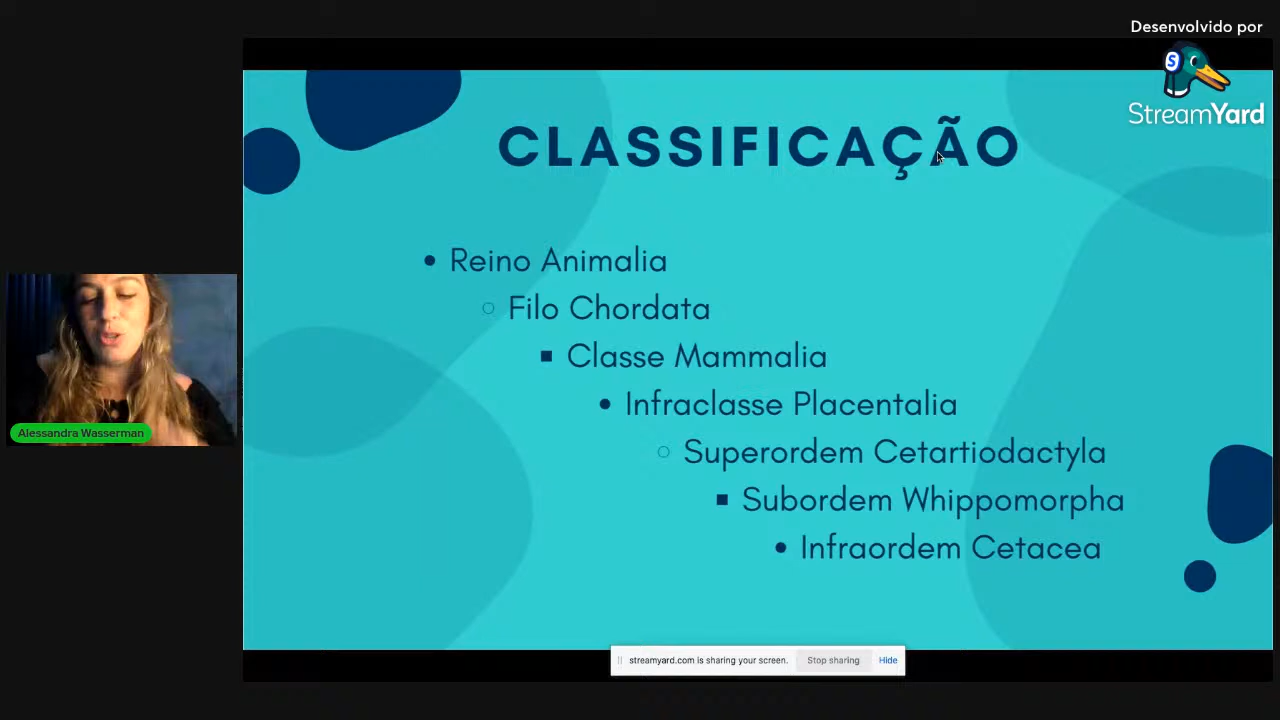 Desenvolvido por
StreamYard
CLASSIFICAÇÃO
Reino Animalia
Filo Chordata
Classe Mammalia
Infraclasse Placentalia
Superordem Cetartiodactyla
Subordem Whippomorpha
Infraordem Cetacea
Alessandra Wasserman
streamyard.com is sharing your screen. Stop sharing Hide